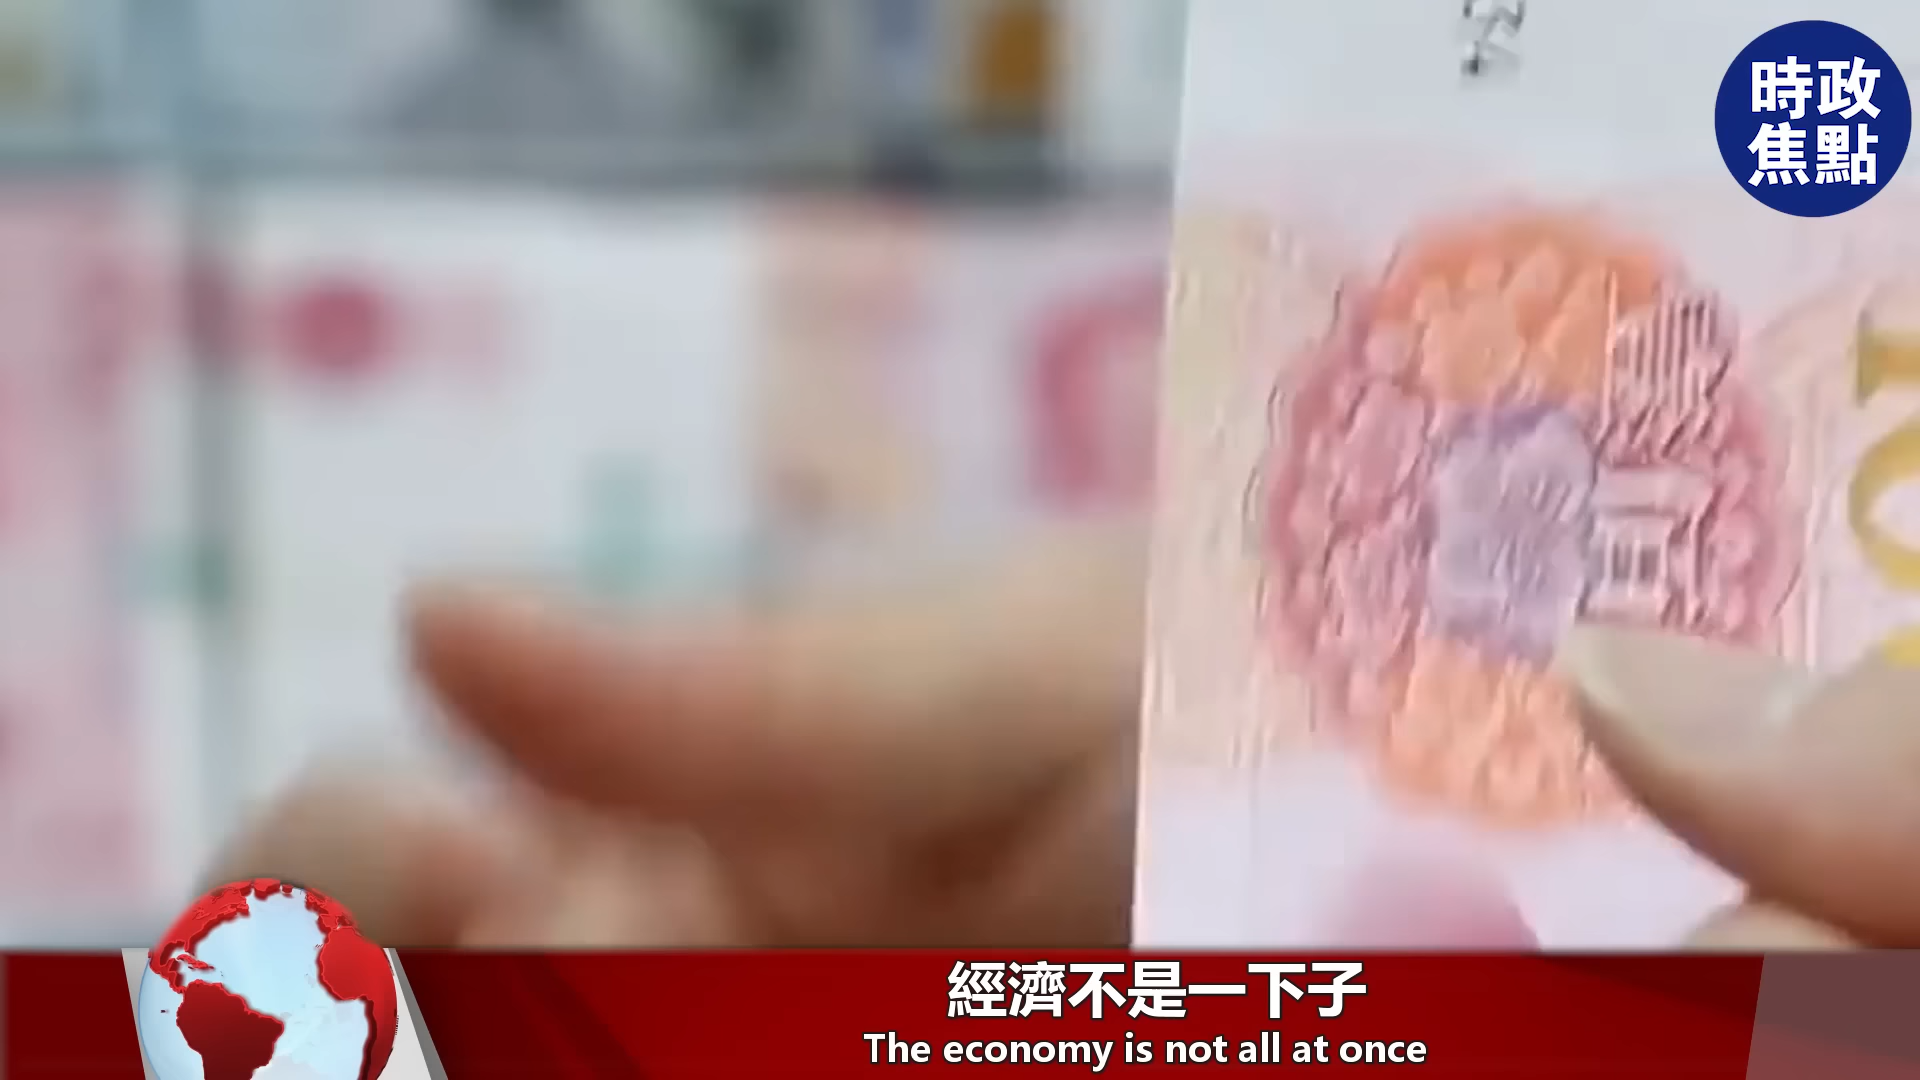 時政
焦點
經濟不是一下子
The economy is not all at once